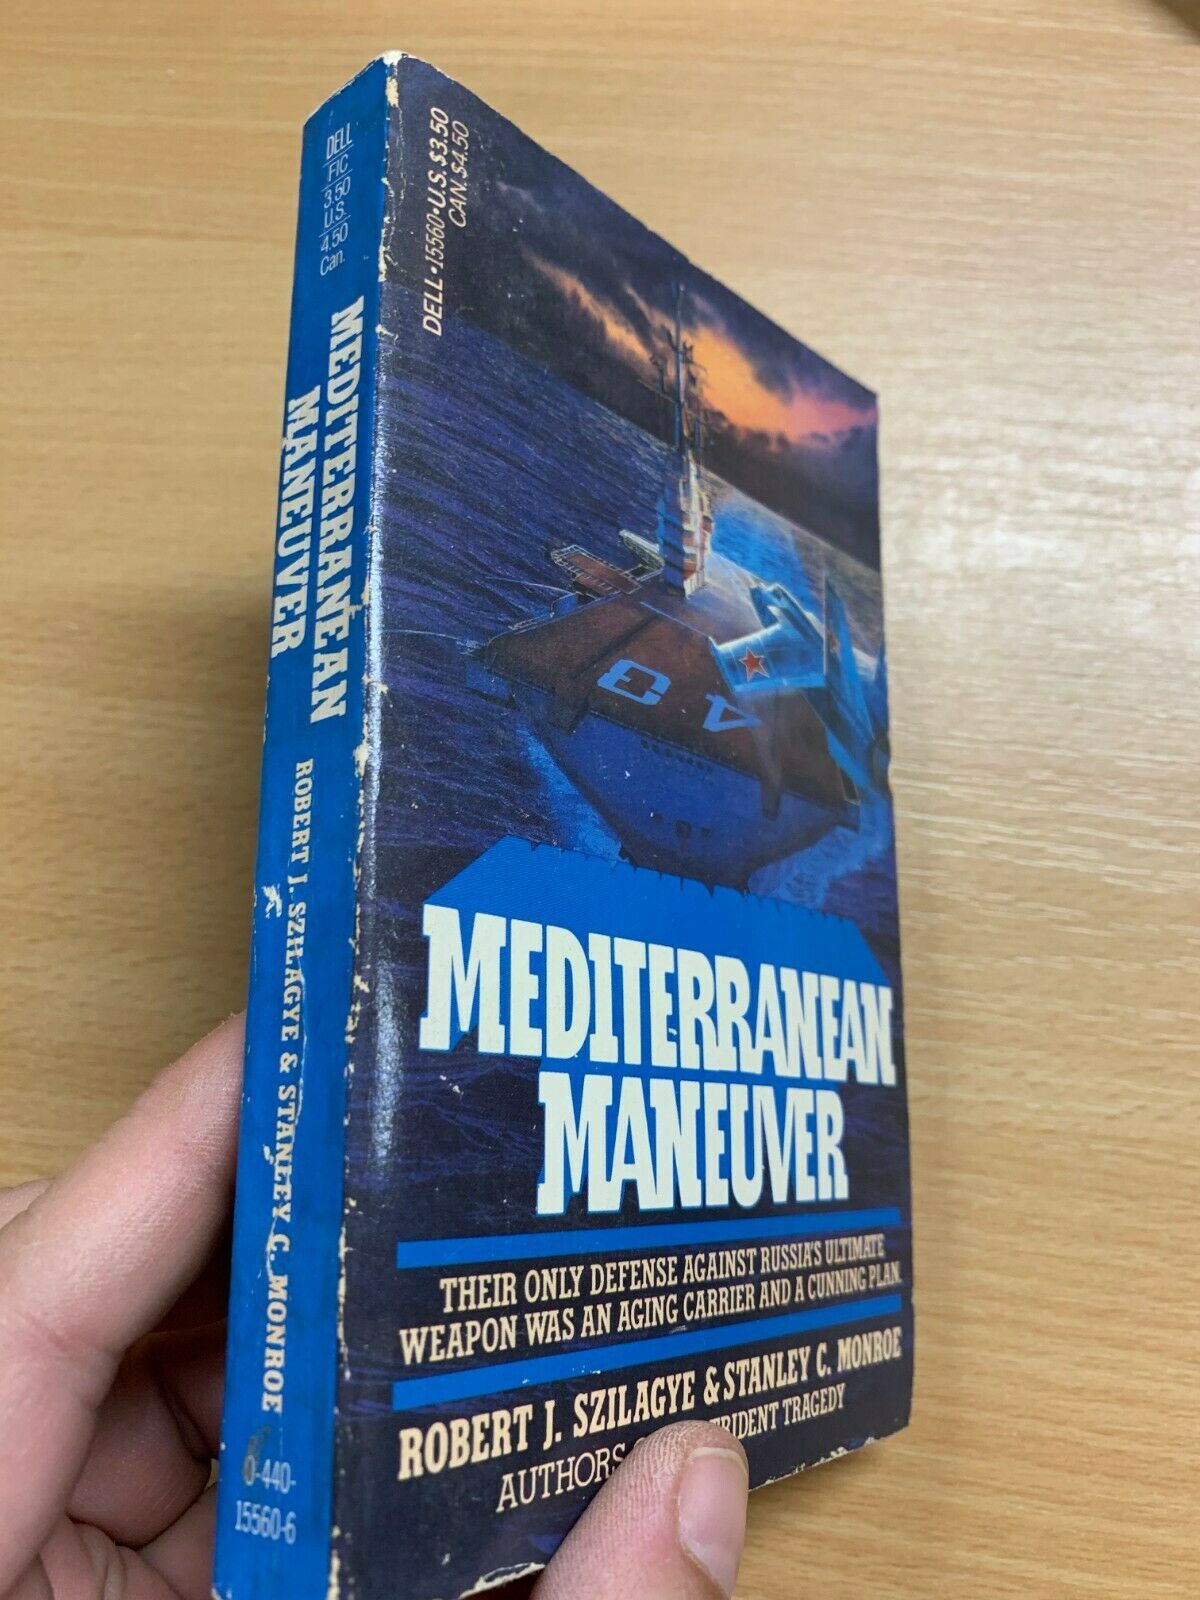 DELL
FIC
3.50
U.S.
4.50
Can.
MEDITERRANEAN
MANEUVER
ROBERT J. SZILAGYE & STANLEY C. MONROE
0-440-
15560-6
DELL • 15560 • U.S. $3.50
CAN. $4.50
43
MEDITERRANEAN
MANEUVER
THEIR ONLY DEFENSE AGAINST RUSSIA'S ULTIMATE
WEAPON WAS AN AGING CARRIER AND A CUNNING PLAN.
ROBERT J. SZILAGYE & STANLEY C. MONROE
AUTHORS TRIDENT TRAGEDY